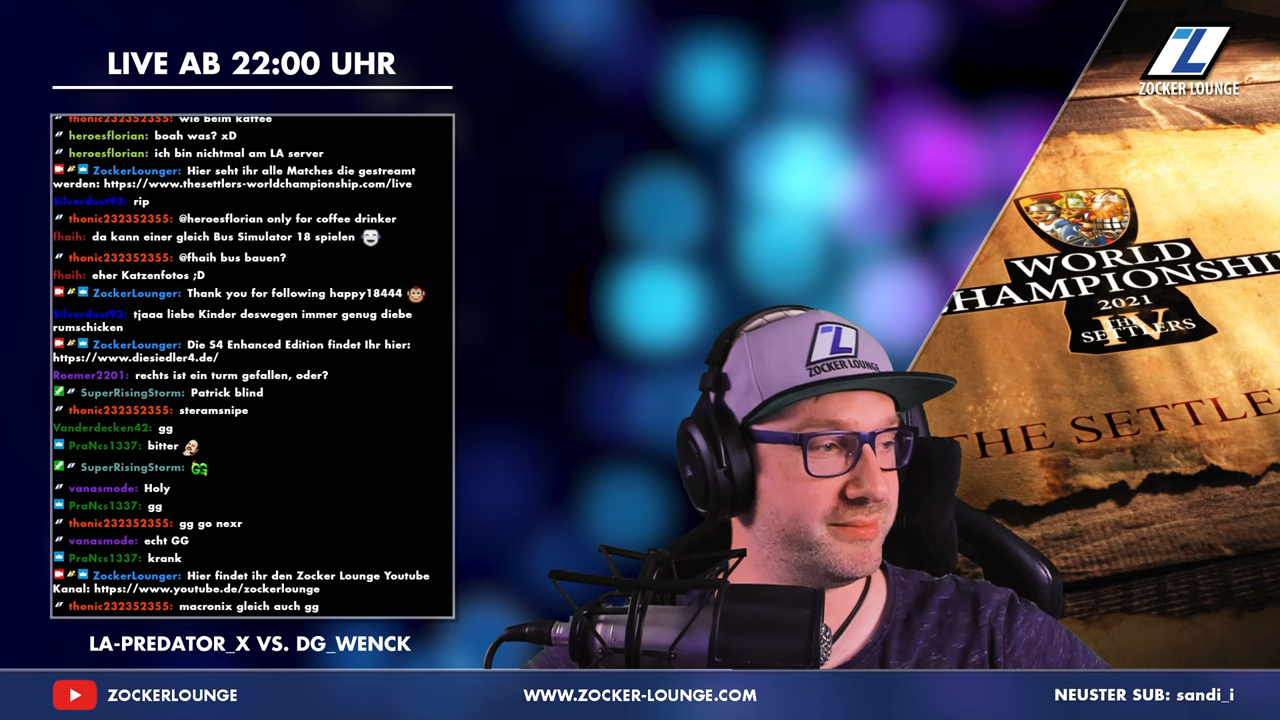 LIVE AB 22:00 UHR
thonic232352355: wie beim kaffee
heroesflorian: boah was? xD
heroesflorian: ich bin nichtmal am LA server
ZockerLounger: Hier seht ihr alle Matches die gestreamt
werden: https://www.thesettlers-worldchampionship.com/live
Silverdust93: rip
thonic232352355: @heroesflorian only for coffee drinker
fhaih: da kann einer gleich Bus Simulator 18 spielen
thonic232352355: @fhaih bus bauen?
fhaih: eher Katzenfotos ;D
ZockerLounger: Thank you for following happy18444
Silverdust93: tjaaa liebe Kinder deswegen immer genug diebe
rumschicken
ZockerLounger: Die S4 Enhanced Edition findet Ihr hier:
https://www.diesiedler4.de/
Roemer2201: rechts ist ein turm gefallen, oder?
SuperRisingStorm: Patrick blind
thonic232352355: steramsnipe
Vanderdecken42: gg
PraNcs1337: bitter
SuperRisingStorm: GG
vanasmode: Holy
PraNcs1337: gg
thonic232352355: gg go nexr
vanasmode: echt GG
PraNcs1337: krank
ZockerLounger: Hier findet ihr den Zocker Lounge Youtube
Kanal: https://www.youtube.de/zockerlounge
thonic232352355: macronix gleich auch gg
LA-PREDATOR_X VS. DG_WENCK
ZOCKER LOUNGE
ZOCKER LOUNGE
WORLD
CHAMPIONSHI
2021
THE
SETTLERS
IV
THE SETTLE
ZOCKERLOUNGE
WWW.ZOCKER-LOUNGE.COM
NEUSTER SUB: sandi_i